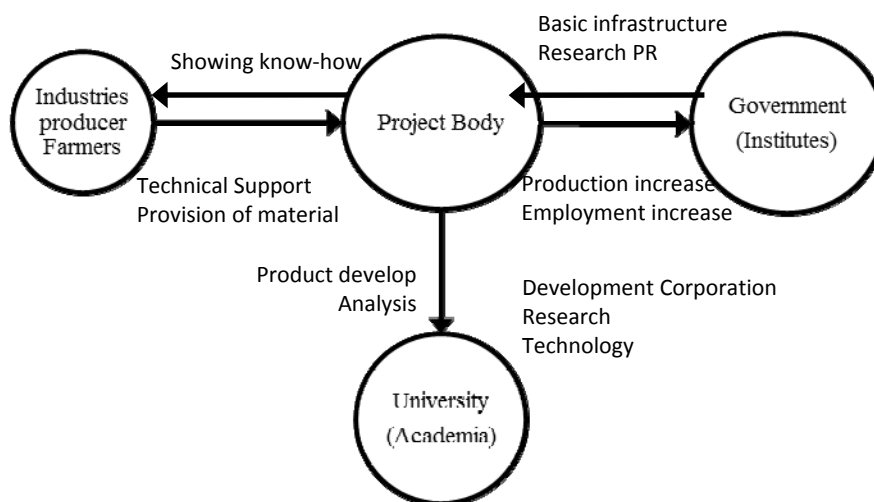 Basic infrastructure
Research PR
Showing know-how
Industries
producer
Farmers
Project Body
Government
(Institutes)
Technical Support
Provision of material
Production increase
Employment increase
Product develop
Analysis
Development Corporation
Research
Technology
University
(Academia)